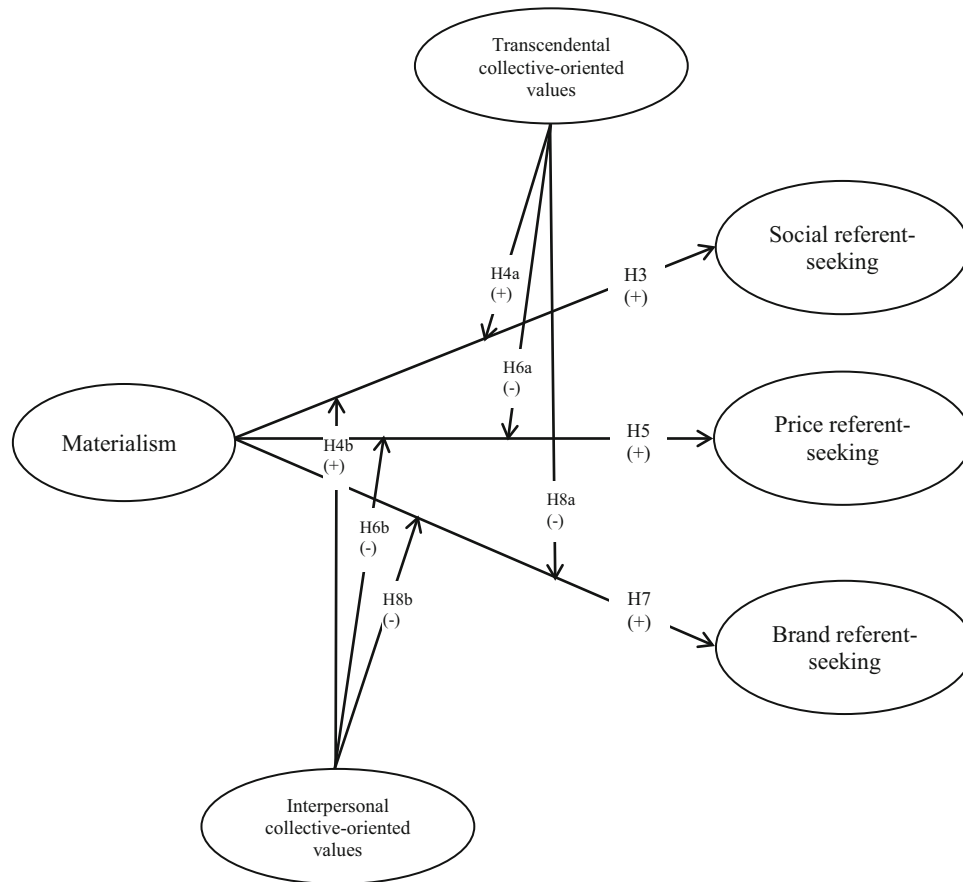 Transcendental
collective-oriented
values
Social referent-
seeking
H4a
(+)
H3
(+)
H6a
(-)
Materialism
H4b
(+)
H5
(+)
Price referent-
seeking
H8a
(-)
H6b
(-)
H8b
(-)
H7
(+)
Brand referent-
seeking
Interpersonal
collective-oriented
values